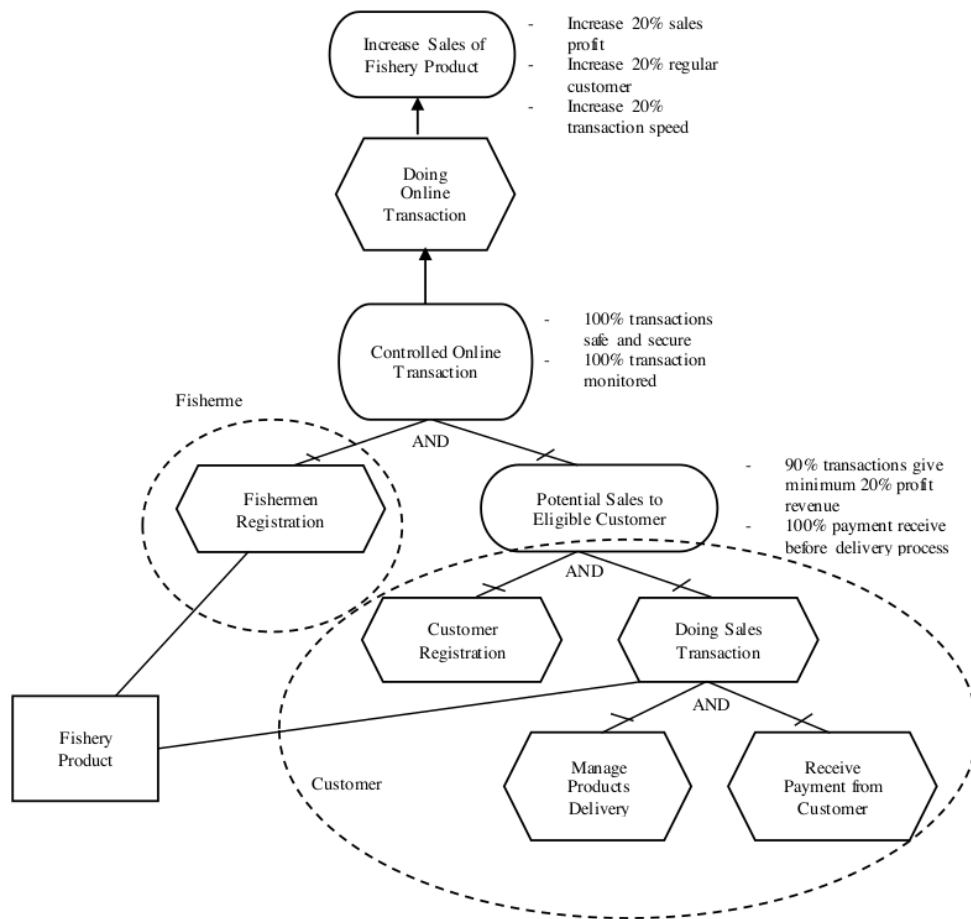 Increase Sales of
Fishery Product
- Increase 20% sales
profit
- Increase 20% regular
customer
- Increase 20%
transaction speed
Doing
Online
Transaction
Controlled Online
Transaction
- 100% transactions
safe and secure
- 100% transaction
monitored
Fisherme
AND
Fishermen
Registration
Potential Sales to
Eligible Customer
- 90% transactions give
minimum 20% profit
revenue
- 100% payment receive
before delivery process
AND
Customer
Registration
Doing Sales
Transaction
AND
Fishery
Product
Customer
Manage
Products
Delivery
Receive
Payment from
Customer